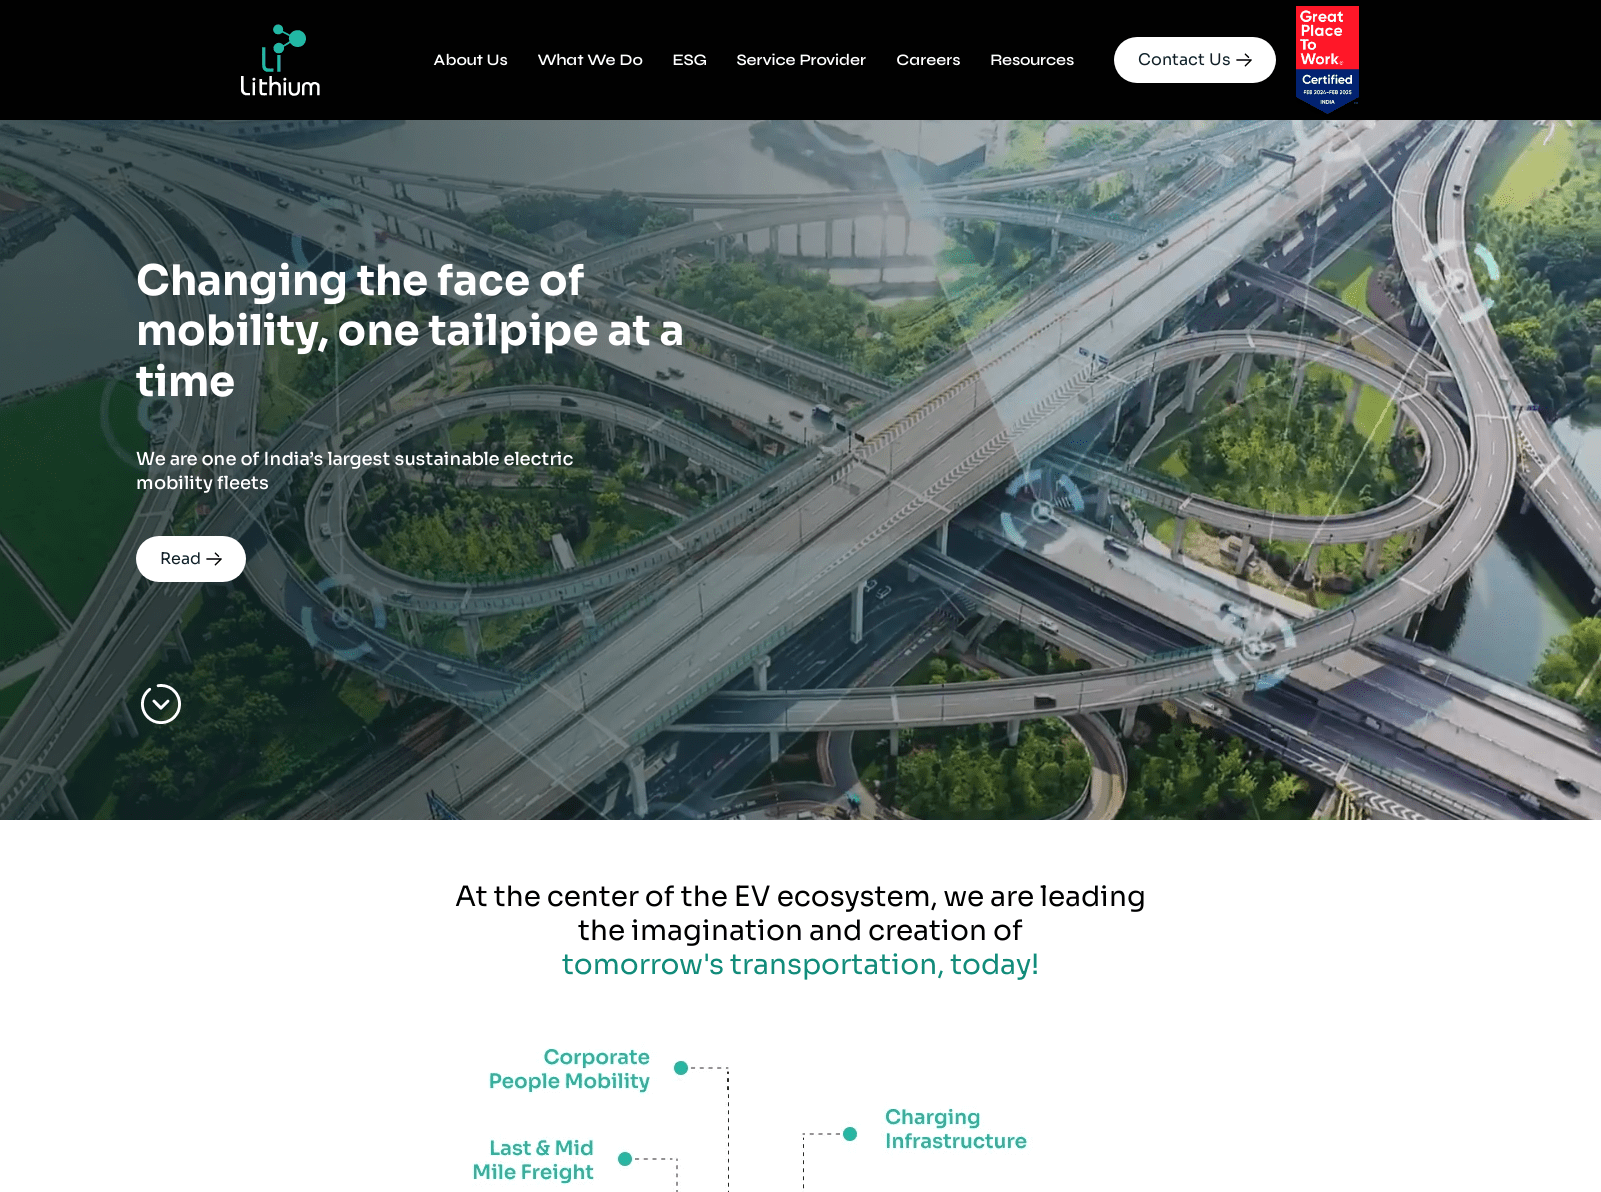 Li
Lithium
About Us
What We Do
ESG
Service Provider
Careers
Resources
Contact Us →
Great
Place
To
Work®
Certified
FEB 2024-FEB 2025
INDIA
Changing the face of
mobility, one tailpipe at a
time
We are one of India’s largest sustainable electric
mobility fleets
Read →
At the center of the EV ecosystem, we are leading
the imagination and creation of
tomorrow's transportation, today!
Corporate
People Mobility
Charging
Infrastructure
Last & Mid
Mile Freight